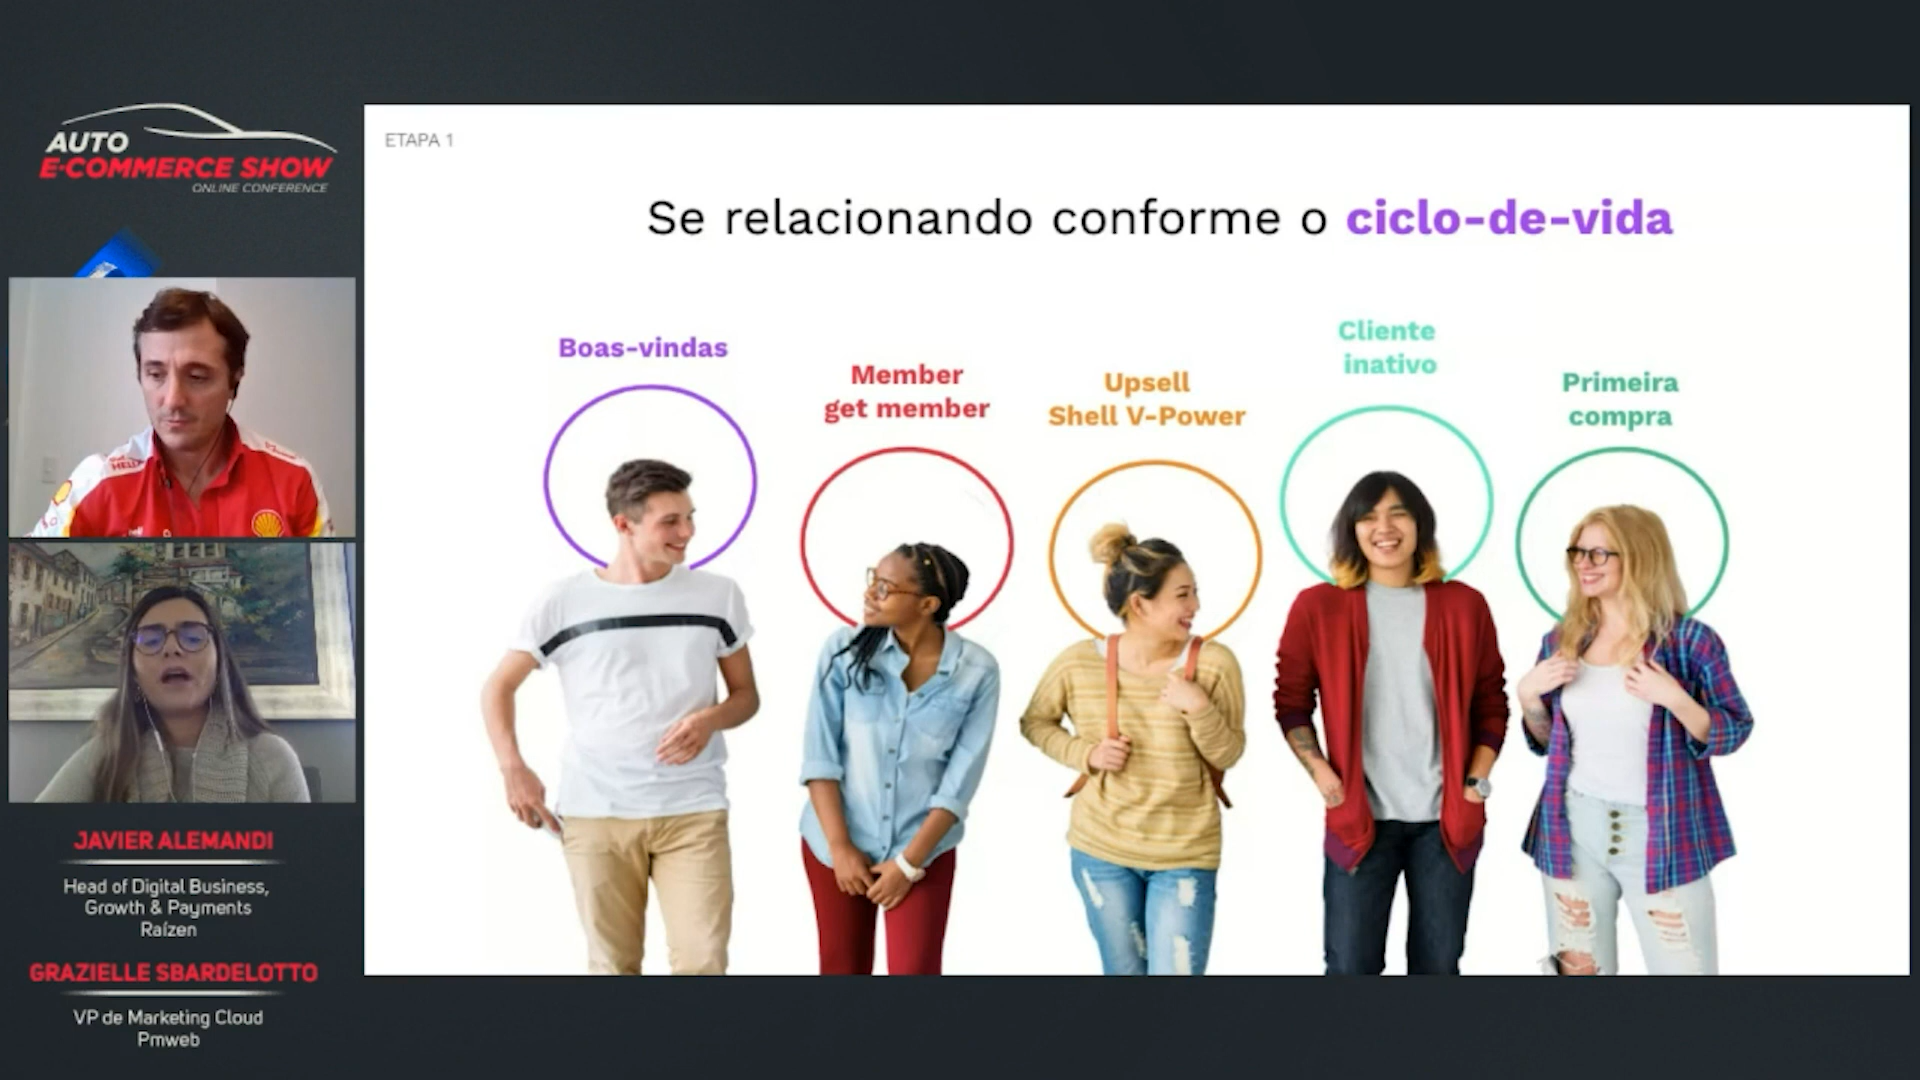 AUTO
E-COMMERCE SHOW
ONLINE CONFERENCE
JAVIER ALEMANDI
Head of Digital Business,
Growth & Payments
Raízen
GRAZIELLE SBARDELOTTO
VP de Marketing Cloud
Pmweb
ETAPA 1
Se relacionando conforme o ciclo-de-vida
Boas-vindas
Member
get member
Upsell
Shell V-Power
Cliente
inativo
Primeira
compra